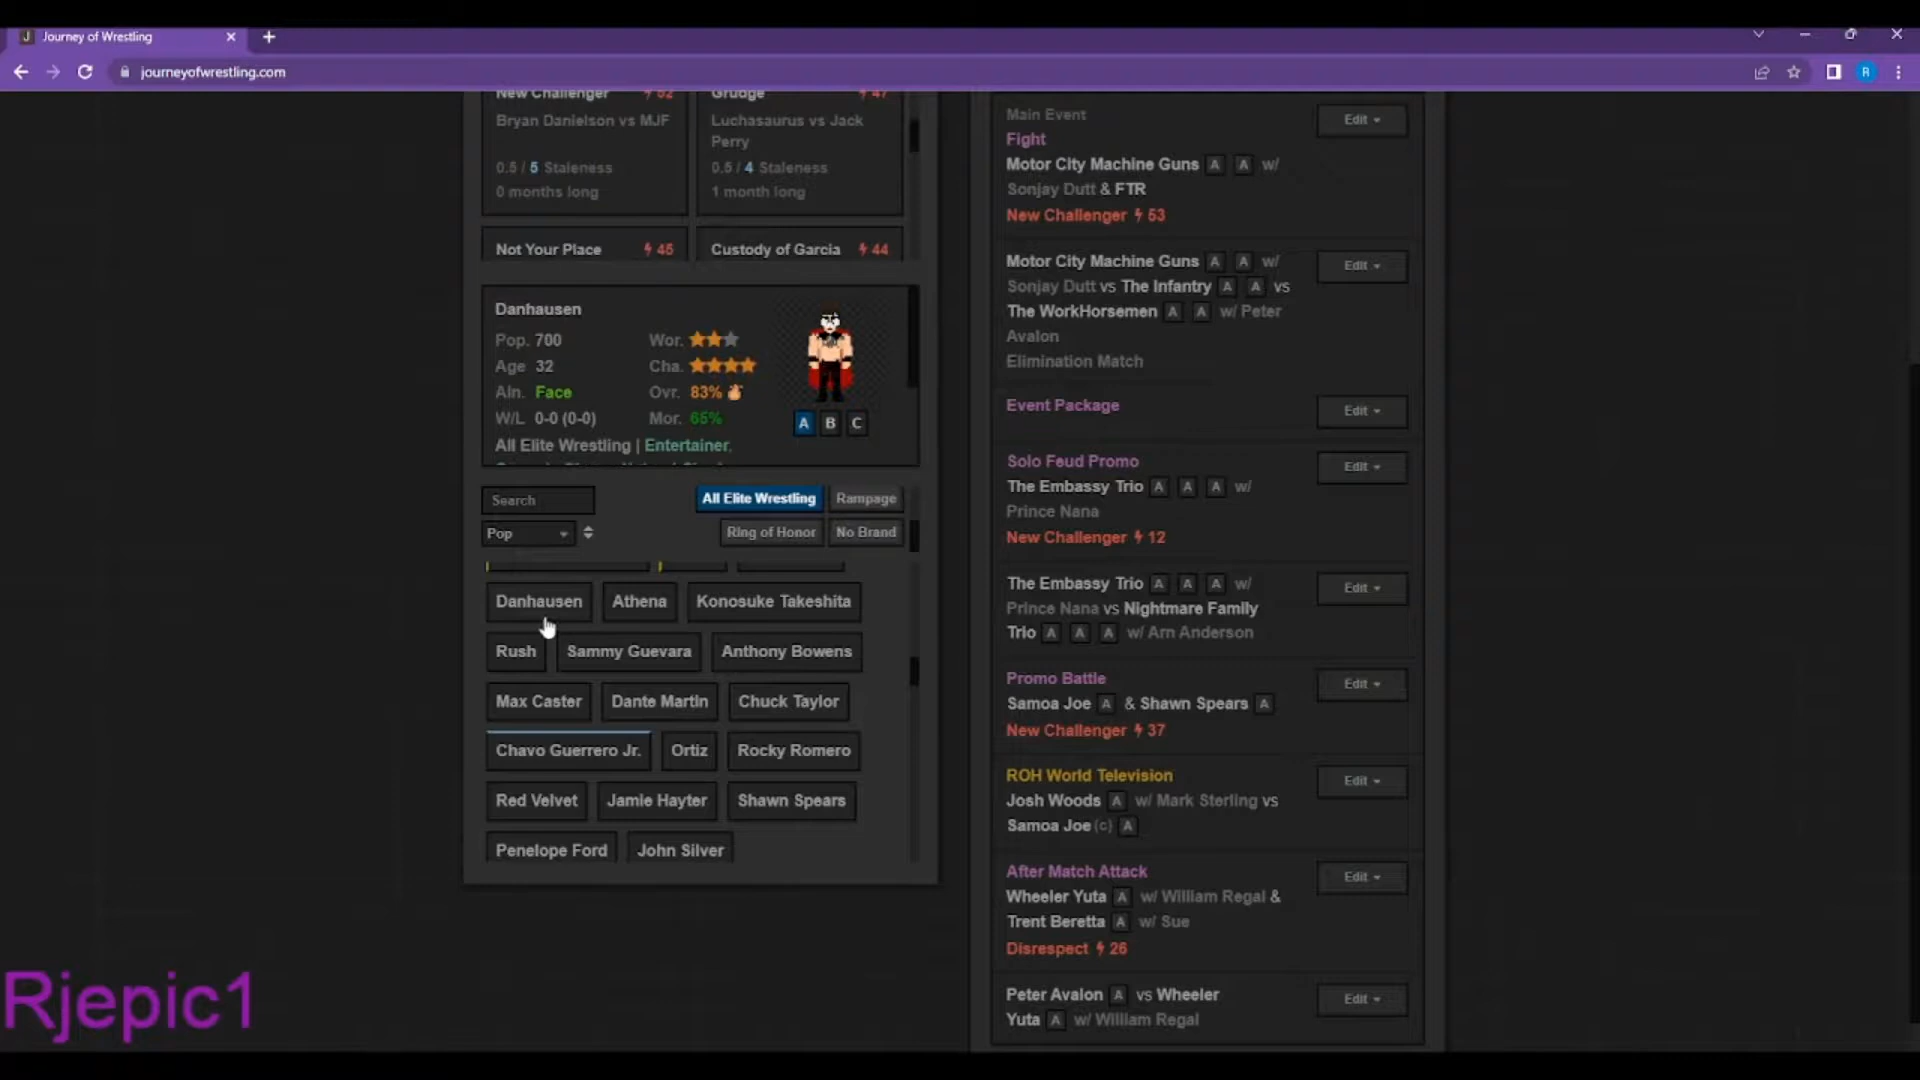 Journey of Wrestling
journeyofwrestling.com
R
New Challenger 52
Bryan Danielson vs MJF
0.5 / 5 Staleness
0 months long
Grudge 47
Luchasaurus vs Jack
Perry
0.5 / 4 Staleness
1 month long
Not Your Place 45
Custody of Garcia 44
Danhausen
Pop. 700
Wor.
Age 32
Cha.
Aln. Face
Ovr. 83%
W/L 0-0 (0-0)
Mor. 65%
A B C
All Elite Wrestling | Entertainer.
Search
All Elite Wrestling Rampage
Pop
Ring of Honor No Brand
Danhausen Athena Konosuke Takeshita
Rush Sammy Guevara Anthony Bowens
Max Caster Dante Martin Chuck Taylor
Chavo Guerrero Jr. Ortiz Rocky Romero
Red Velvet Jamie Hayter Shawn Spears
Penelope Ford John Silver
Main Event
Edit
Fight
Motor City Machine Guns A A w/
Sonjay Dutt & FTR
New Challenger 53
Motor City Machine Guns A A w/
Edit
Sonjay Dutt vs The Infantry A A vs
The WorkHorsemen A A w/ Peter
Avalon
Elimination Match
Event Package
Edit
Solo Feud Promo
Edit
The Embassy Trio A A A w/
Prince Nana
New Challenger 12
The Embassy Trio A A A w/
Edit
Prince Nana vs Nightmare Family
Trio A A A w/ Arn Anderson
Promo Battle
Edit
Samoa Joe A & Shawn Spears A
New Challenger 37
ROH World Television
Edit
Josh Woods A w/ Mark Sterling vs
Samoa Joe (c) A
After Match Attack
Edit
Wheeler Yuta A w/ William Regal &
Trent Beretta A w/ Sue
Disrespect 26
Peter Avalon A vs Wheeler
Edit
Yuta A w/ William Regal
Rjepic1